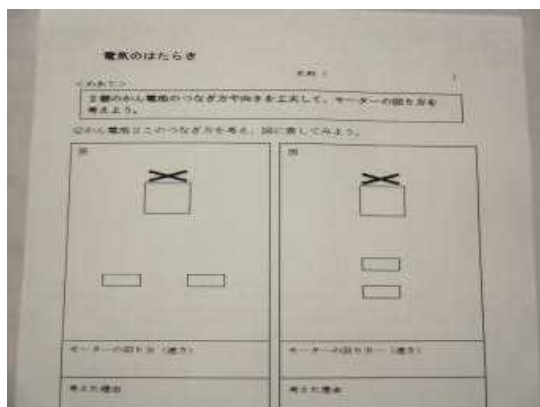 電気のはたらき
名前（　　　）
＜めあて＞
２個のかん電池のつなぎ方や向きを工夫して、モーターの回り方を
考えよう。
◎かん電池２このつなぎ方を考え、図に表してみよう。
図
図
モーターの回り方（速さ）
モーターの回り方（速さ）
考えた理由
考えた理由